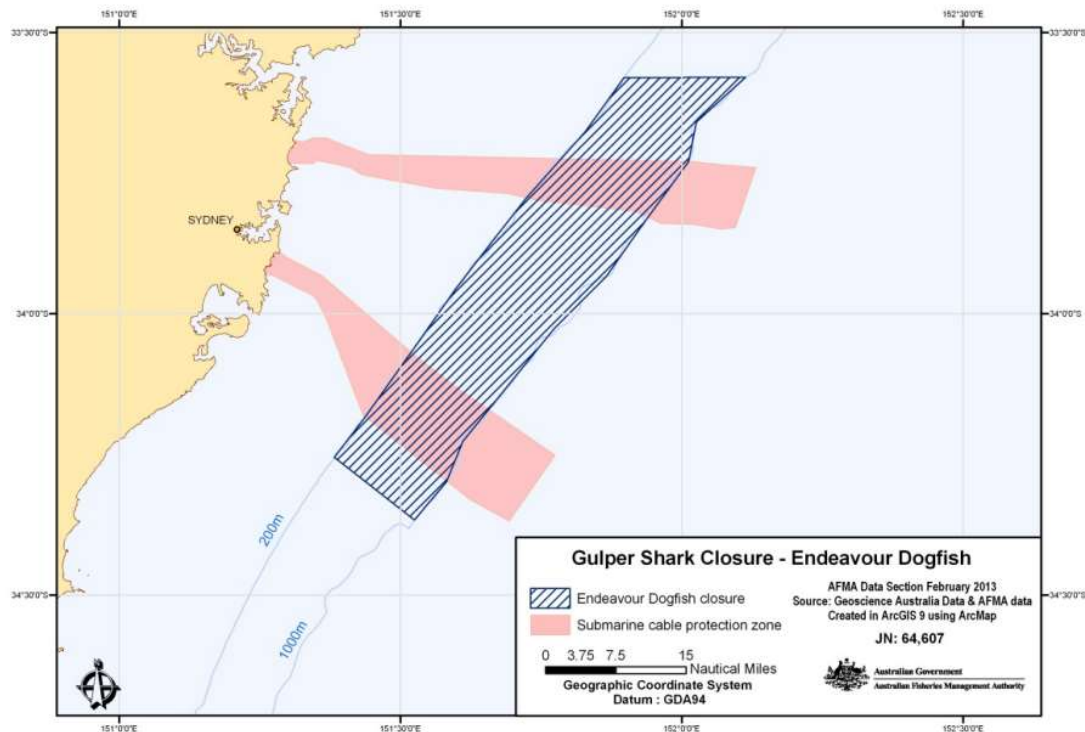 151°0'0"E 151°30'0"E 152°0'0"E 152°30'0"E
33°30'0"S 33°30'0"S
SYDNEY
34°0'0"S 34°0'0"S
200m
1000m
34°30'0"S 34°30'0"S
Gulper Shark Closure - Endeavour Dogfish
Endeavour Dogfish closure
Submarine cable protection zone
0 3.75 7.5 15
Nautical Miles
Geographic Coordinate System
Datum : GDA94
AFMA Data Section February 2013
Source: Geoscience Australia Data & AFMA data
Created in ArcGIS 9 using ArcMap
JN: 64,607
Australian Government
Australian Fisheries Management Authority
151°0'0"E 151°30'0"E 152°0'0"E 152°30'0"E